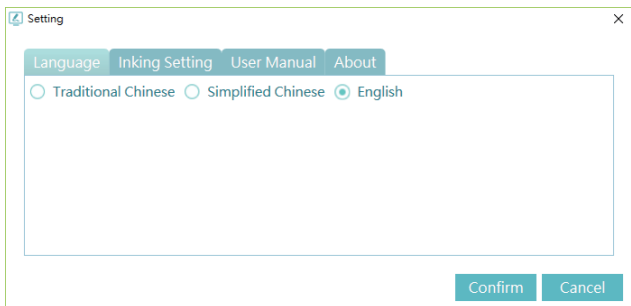 Setting
Language Inking Setting User Manual About
Traditional Chinese Simplified Chinese English
Confirm Cancel